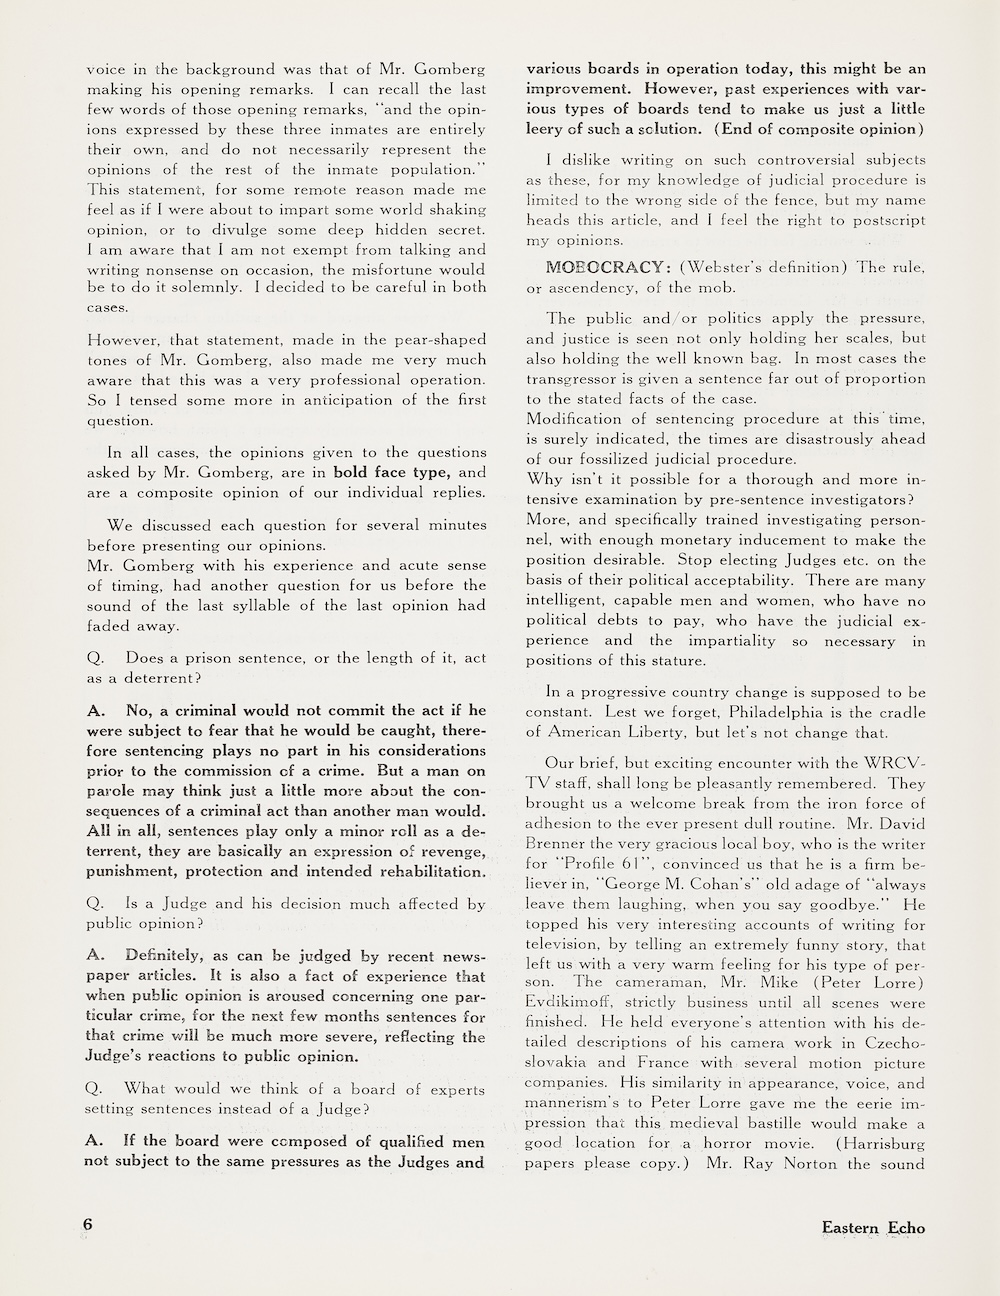 voice in the background was that of Mr. Gomberg
making his opening remarks. I can recall the last
few words of those opening remarks, "and the opin-
ions expressed by these three inmates are entirely
their own, and do not necessarily represent the
opinions of the rest of the inmate population."
This statement, for some remote reason made me
feel as if I were about to impart some world shaking
opinion, or to divulge some deep hidden secret.
I am aware that I am not exempt from talking and
writing nonsense on occasion, the misfortune would
be to do it solemnly. I decided to be careful in both
cases.
However, that statement, made in the pear-shaped
tones of Mr. Gomberg, also made me very much
aware that this was a very professional operation.
So I tensed some more in anticipation of the first
question.
In all cases, the opinions given to the questions
asked by Mr. Gomberg, are in bold face type, and
are a composite opinion of our individual replies.
We discussed each question for several minutes
before presenting our opinions.
Mr. Gomberg with his experience and acute sense
of timing, had another question for us before the
sound of the last syllable of the last opinion had
faded away.
Q. Does a prison sentence, or the length of it, act
as a deterrent?
A. No, a criminal would not commit the act if he
were subject to fear that he would be caught, there-
fore sentencing plays no part in his considerations
prior to the commission of a crime. But a man on
parole may think just a little more about the con-
sequences of a criminal act than another man would.
All in all, sentences play only a minor roll as a de-
terrent, they are basically an expression of revenge,
punishment, protection and intended rehabilitation.
Q. Is a Judge and his decision much affected by
public opinion?
A. Definitely, as can be judged by recent news-
paper articles. It is also a fact of experience that
when public opinion is aroused concerning one par-
ticular crime, for the next few months sentences for
that crime will be much more severe, reflecting the
Judge's reactions to public opinion.
Q. What would we think of a board of experts
setting sentences instead of a Judge?
A. If the board were composed of qualified men
not subject to the same pressures as the Judges and
various boards in operation today, this might be an
improvement. However, past experiences with var-
ious types of boards tend to make us just a little
leery of such a solution. (End of composite opinion)
I dislike writing on such controversial subjects
as these, for my knowledge of judicial procedure is
limited to the wrong side of the fence, but my name
heads this article, and I feel the right to postscript
my opinions.
MOBOCRACY: (Webster's definition) The rule,
or ascendency, of the mob.
The public and/or politics apply the pressure,
and justice is seen not only holding her scales, but
also holding the well known bag. In most cases the
transgressor is given a sentence far out of proportion
to the stated facts of the case.
Modification of sentencing procedure at this time,
is surely indicated, the times are disastrously ahead
of our fossilized judicial procedure.
Why isn't it possible for a thorough and more in-
tensive examination by pre-sentence investigators?
More, and specifically trained investigating person-
nel, with enough monetary inducement to make the
position desirable. Stop electing Judges etc. on the
basis of their political acceptability. There are many
intelligent, capable men and women, who have no
political debts to pay, who have the judicial ex-
perience and the impartiality so necessary in
positions of this stature.
In a progressive country change is supposed to be
constant. Lest we forget, Philadelphia is the cradle
of American Liberty, but let's not change that.
Our brief, but exciting encounter with the WRCV-
TV staff, shall long be pleasantly remembered. They
brought us a welcome break from the iron force of
adhesion to the ever present dull routine. Mr. David
Brenner the very gracious local boy, who is the writer
for "Profile 61", convinced us that he is a firm be-
liever in, "George M. Cohan's" old adage of "always
leave them laughing, when you say goodbye." He
topped his very interesting accounts of writing for
television, by telling an extremely funny story, that
left us with a very warm feeling for his type of per-
son. The cameraman, Mr. Mike (Peter Lorre)
Evdikimoff, strictly business until all scenes were
finished. He held everyone's attention with his de-
tailed descriptions of his camera work in Czecho-
slovakia and France with several motion picture
companies. His similarity in appearance, voice, and
mannerism's to Peter Lorre gave me the eerie im-
pression that this medieval bastille would make a
good location for a horror movie. (Harrisburg
papers please copy.) Mr. Ray Norton the sound
6
Eastern Echo